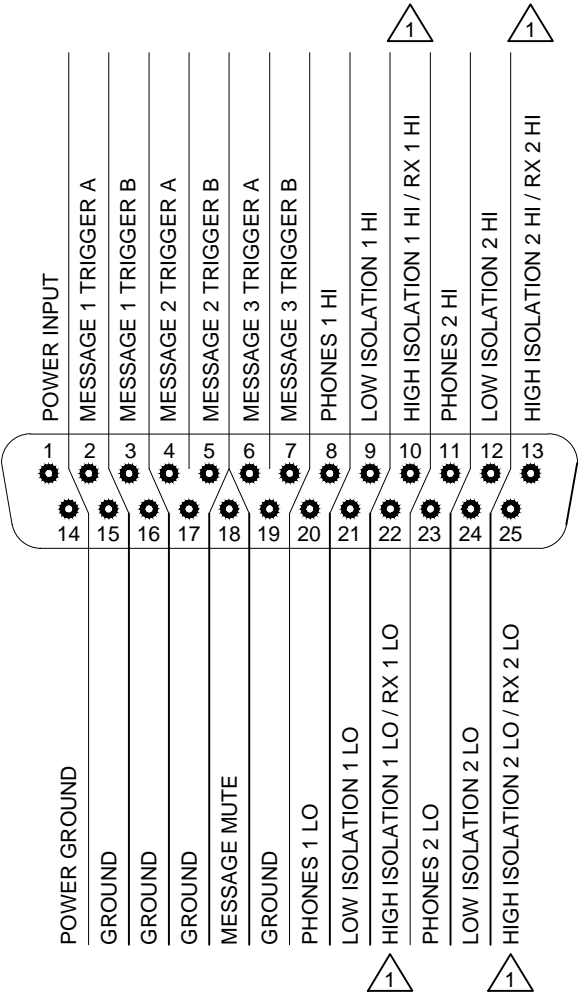 1
1
POWER INPUT
MESSAGE 1 TRIGGER A
MESSAGE 1 TRIGGER B
MESSAGE 2 TRIGGER A
MESSAGE 2 TRIGGER B
MESSAGE 3 TRIGGER A
MESSAGE 3 TRIGGER B
PHONES 1 HI
LOW ISOLATION 1 HI
HIGH ISOLATION 1 HI / RX 1 HI
PHONES 2 HI
LOW ISOLATION 2 HI
HIGH ISOLATION 2 HI / RX 2 HI
1 2 3 4 5 6 7 8 9 10 11 12 13
14 15 16 17 18 19 20 21 22 23 24 25
POWER GROUND
GROUND
GROUND
GROUND
MESSAGE MUTE
GROUND
PHONES 1 LO
LOW ISOLATION 1 LO
HIGH ISOLATION 1 LO / RX 1 LO
PHONES 2 LO
LOW ISOLATION 2 LO
HIGH ISOLATION 2 LO / RX 2 LO
1
1